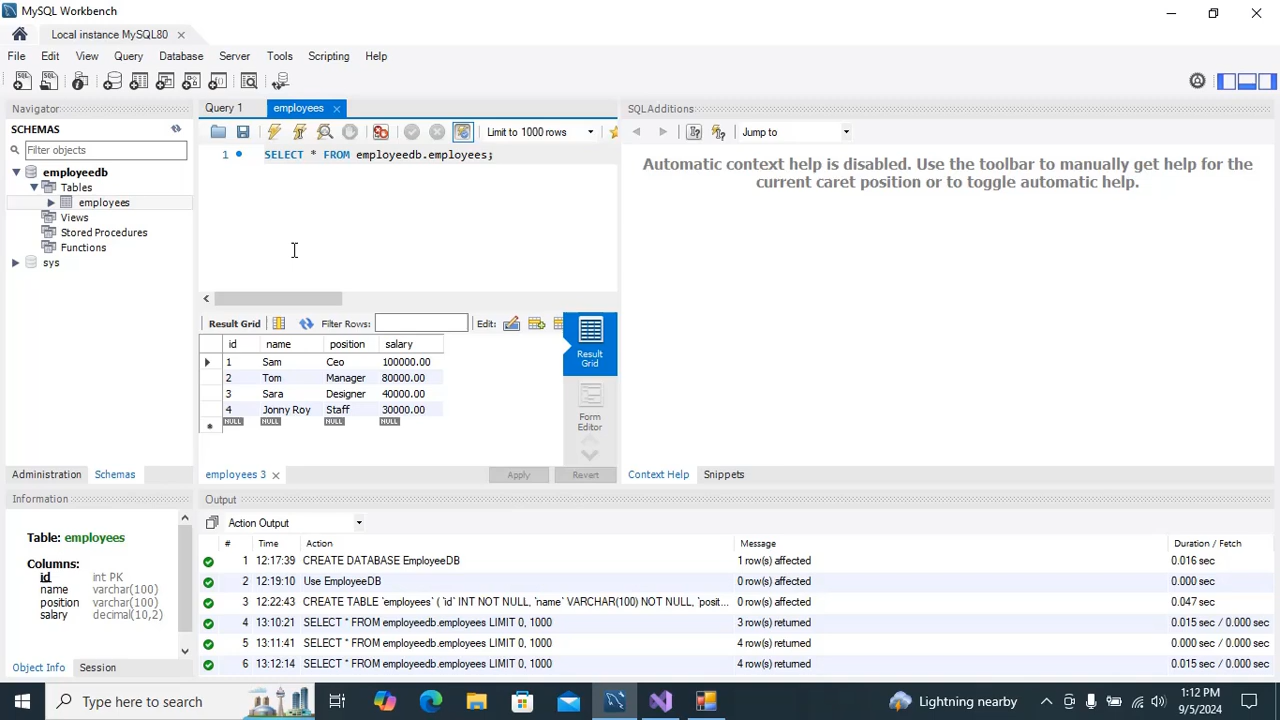 MySQL Workbench
Local instance MySQL80
File Edit View Query Database Server Tools Scripting Help
Navigator
SCHEMAS
Filter objects
employeedb
Tables
employees
Views
Stored Procedures
Functions
sys
Administration Schemas
Information
Table: employees
Columns:
id int PK
name varchar(100)
position varchar(100)
salary decimal(10,2)
Object Info Session
Query 1 employees
Limit to 1000 rows
1 SELECT * FROM employeedb.employees;
Result Grid Filter Rows: Edit:
id name position salary
1 Sam Ceo 100000.00
2 Tom Manager 80000.00
3 Sara Designer 40000.00
4 Jonny Roy Staff 30000.00
NULL NULL NULL NULL
Result
Grid
Form
Editor
employees 3 Apply Revert
SQLAdditions
Jump to
Automatic context help is disabled. Use the toolbar to manually get help for the
current caret position or to toggle automatic help.
Context Help Snippets
Output
Action Output
# Time Action Message Duration / Fetch
1 12:17:39 CREATE DATABASE EmployeeDB 1 row(s) affected 0.016 sec
2 12:19:10 Use EmployeeDB 0 row(s) affected 0.000 sec
3 12:22:43 CREATE TABLE `employees` ( `id` INT NOT NULL, `name` VARCHAR(100) NOT NULL, `posit... 0 row(s) affected 0.047 sec
4 13:10:21 SELECT * FROM employeedb.employees LIMIT 0, 1000 3 row(s) returned 0.015 sec / 0.000 sec
5 13:11:41 SELECT * FROM employeedb.employees LIMIT 0, 1000 4 row(s) returned 0.000 sec / 0.000 sec
6 13:12:14 SELECT * FROM employeedb.employees LIMIT 0, 1000 4 row(s) returned 0.015 sec / 0.000 sec
Type here to search
Lightning nearby
1:12 PM
9/5/2024